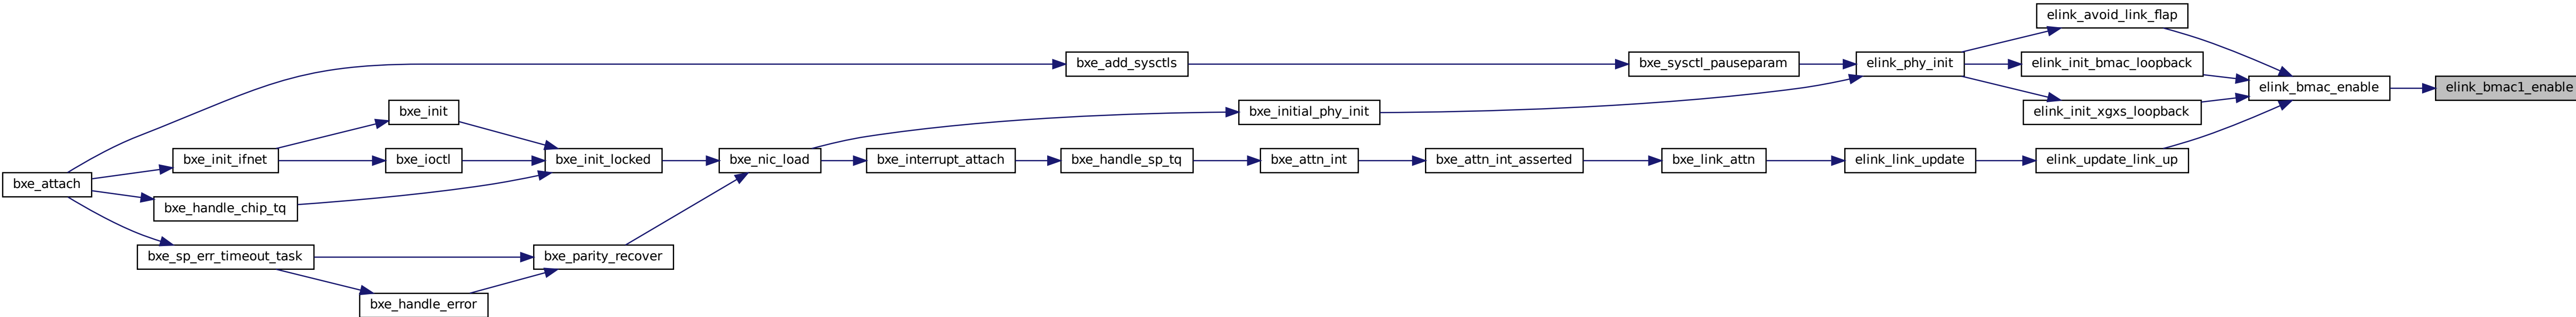 elink_avoid_link_flap
bxe_add_sysctls
bxe_sysctl_pauseparam
elink_phy_init
elink_init_bmac_loopback
elink_bmac_enable
elink_bmac1_enable
bxe_init
bxe_initial_phy_init
elink_init_xgxs_loopback
bxe_attach
bxe_init_ifnet
bxe_ioctl
bxe_init_locked
bxe_nic_load
bxe_interrupt_attach
bxe_handle_sp_tq
bxe_attn_int
bxe_attn_int_asserted
bxe_link_attn
elink_link_update
elink_update_link_up
bxe_handle_chip_tq
bxe_sp_err_timeout_task
bxe_parity_recover
bxe_handle_error